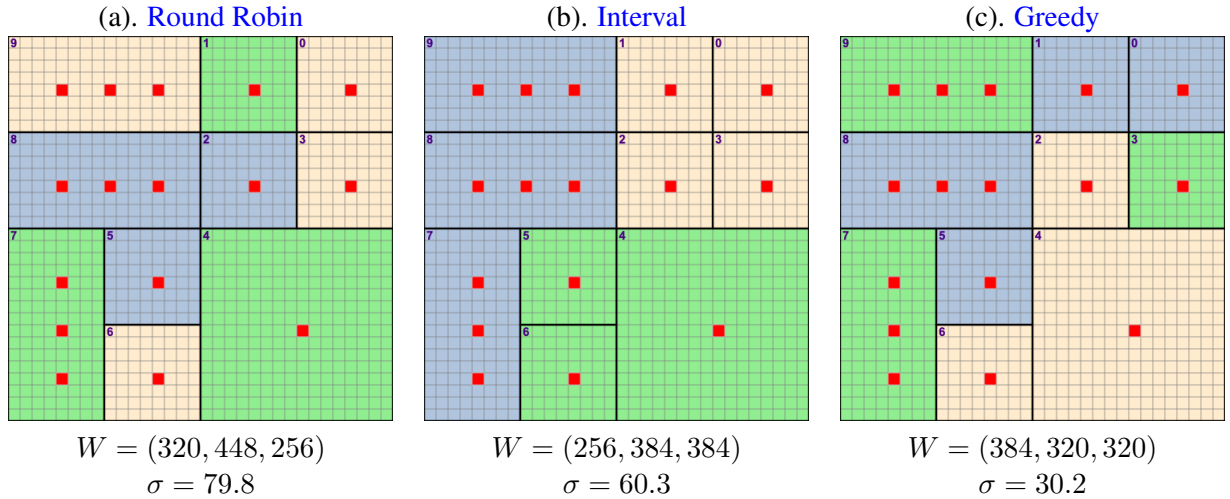 (a). Round Robin
(b). Interval
(c). Greedy
9 1 0
8 2 3
7 5 4
6
9 1 0
8 2 3
7 5 4
6
9 1 0
8 2 3
7 5 4
6
W = (320, 448, 256)
σ = 79.8
W = (256, 384, 384)
σ = 60.3
W = (384, 320, 320)
σ = 30.2